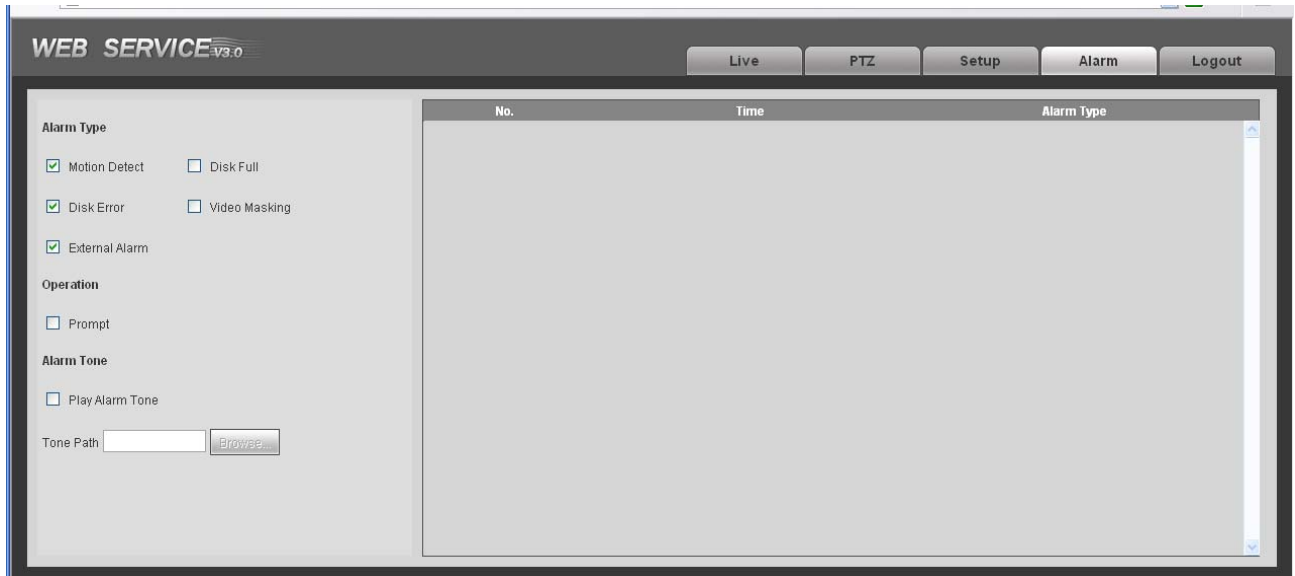 WEB SERVICE V3.0
Live PTZ Setup Alarm Logout
No. Time Alarm Type
Alarm Type
Motion Detect Disk Full
Disk Error Video Masking
External Alarm
Operation
Prompt
Alarm Tone
Play Alarm Tone
Tone Path Browse...